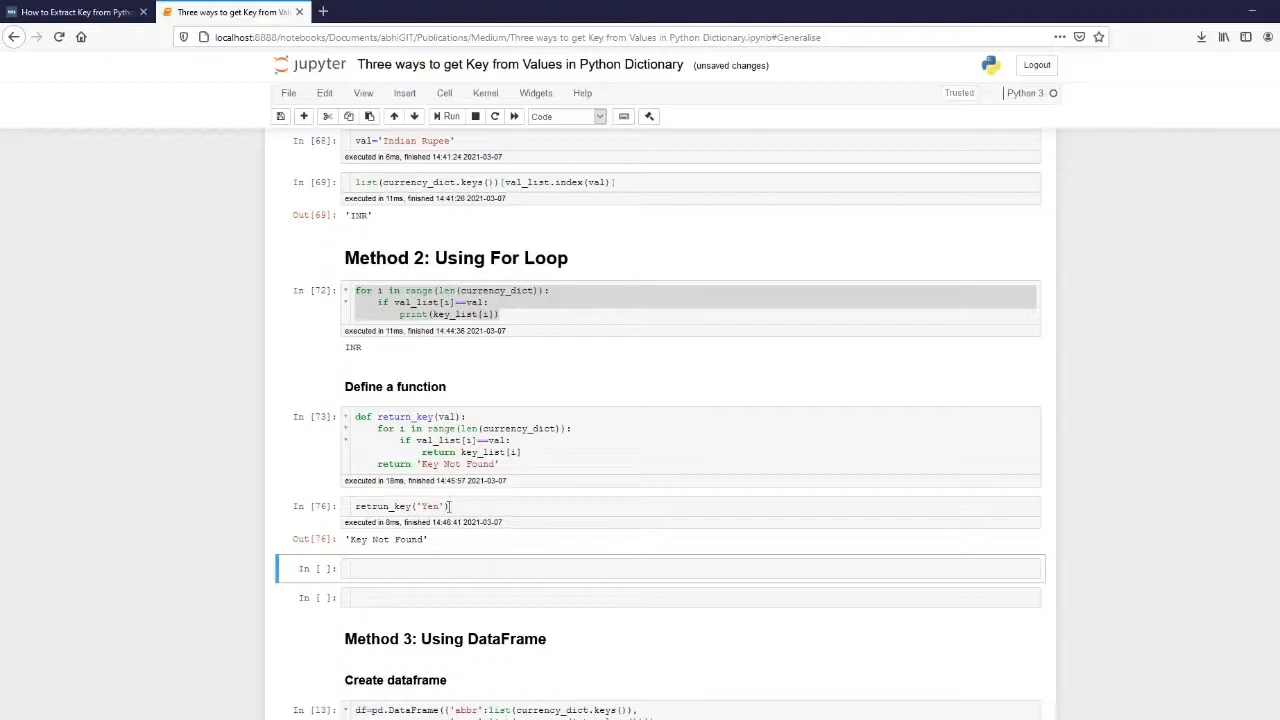 How to Extract Key from Pytho
Three ways to get Key from Val
localhost:8888/notebooks/Documents/abhiGIT/Publications/Medium/Three ways to get Key from Values in Python Dictionary.ipynb#Generalise
jupyter Three ways to get Key from Values in Python Dictionary (unsaved changes) Logout
File Edit View Insert Cell Kernel Widgets Help Trusted Python 3
Run Code
In [68]: val='Indian Rupee'
executed in 6ms, finished 14:41:24 2021-03-07
In [69]: list(currency_dict.keys())[val_list.index(val)]
executed in 11ms, finished 14:41:26 2021-03-07
Out[69]: 'INR'
Method 2: Using For Loop
In [72]: for i in range(len(currency_dict)):
if val_list[i]==val:
print(key_list[i])
executed in 11ms, finished 14:44:36 2021-03-07
INR
Define a function
In [73]: def return_key(val):
for i in range(len(currency_dict)):
if val_list[i]==val:
return key_list[i]
return 'Key Not Found'
executed in 18ms, finished 14:45:57 2021-03-07
In [76]: retrun_key('Yen')
executed in 8ms, finished 14:46:41 2021-03-07
Out[76]: 'Key Not Found'
In [ ]:
In [ ]:
Method 3: Using DataFrame
Create dataframe
In [13]: df=pd.DataFrame({'abbr':list(currency_dict.keys()),